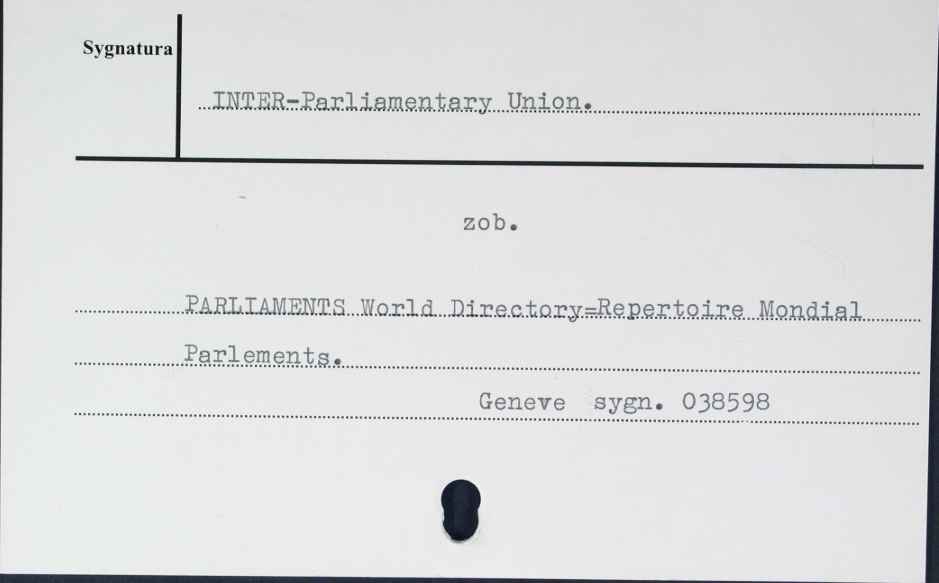 Sygnatura
INTER-Parliamentary Union.
zob.
PARLIAMENTS World Directory=Repertoire Mondial
Parlements.
Geneve sygn. 038598